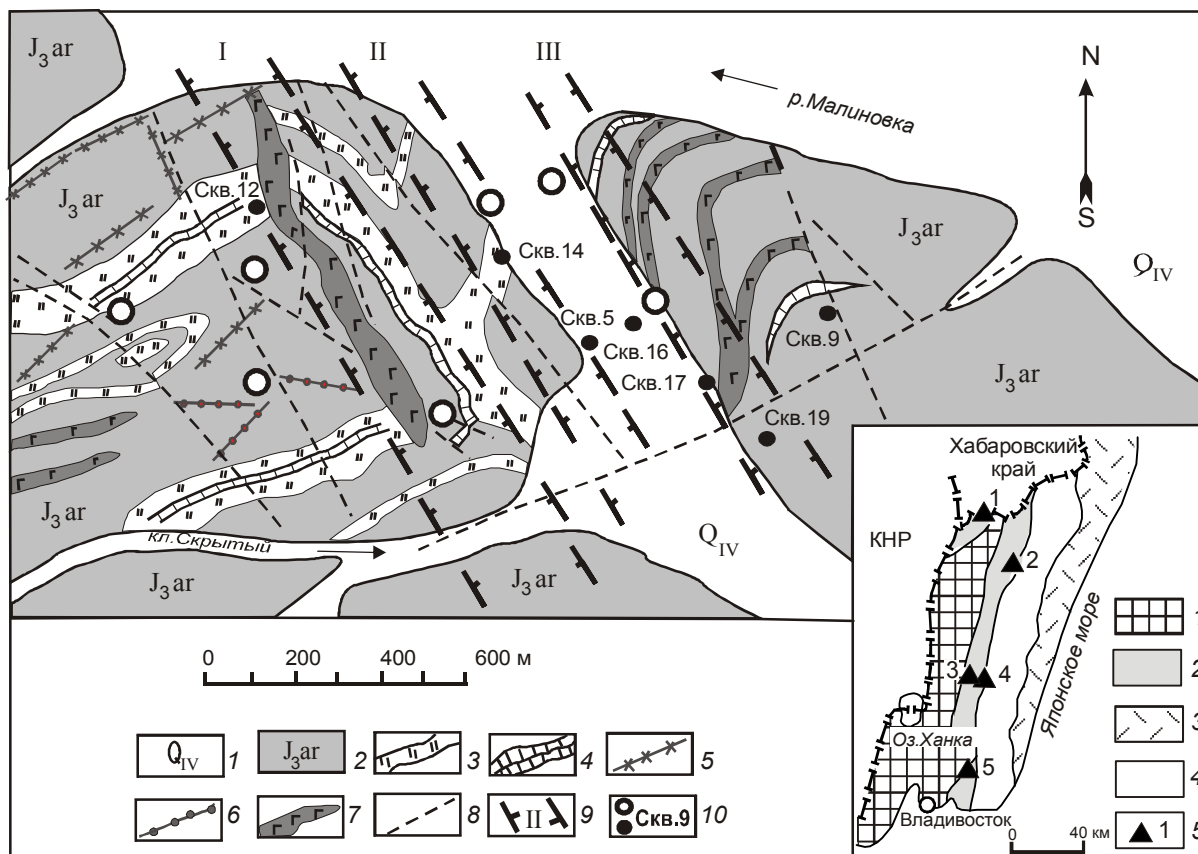 J₃ar
I
II
III
N
S
р.Малиновка
J₃ar
Скв.12
J₃ar
Q_IV
Скв.14
Скв.5
Скв.16
Скв.9
Скв.17
J₃ar
Скв.19
J₃ar
кл.Скрытый
Q_IV
J₃ar
J₃ar
0 200 400 600 м
Q_IV 1
J₃ar 2
3
4
5
6
7
8
II 9
Скв.9 10
Хабаровский
край
1
КНР
2
3
4
Японское море
Оз.Ханка
5
Владивосток
0 40 км
1
2
3
4
1 5